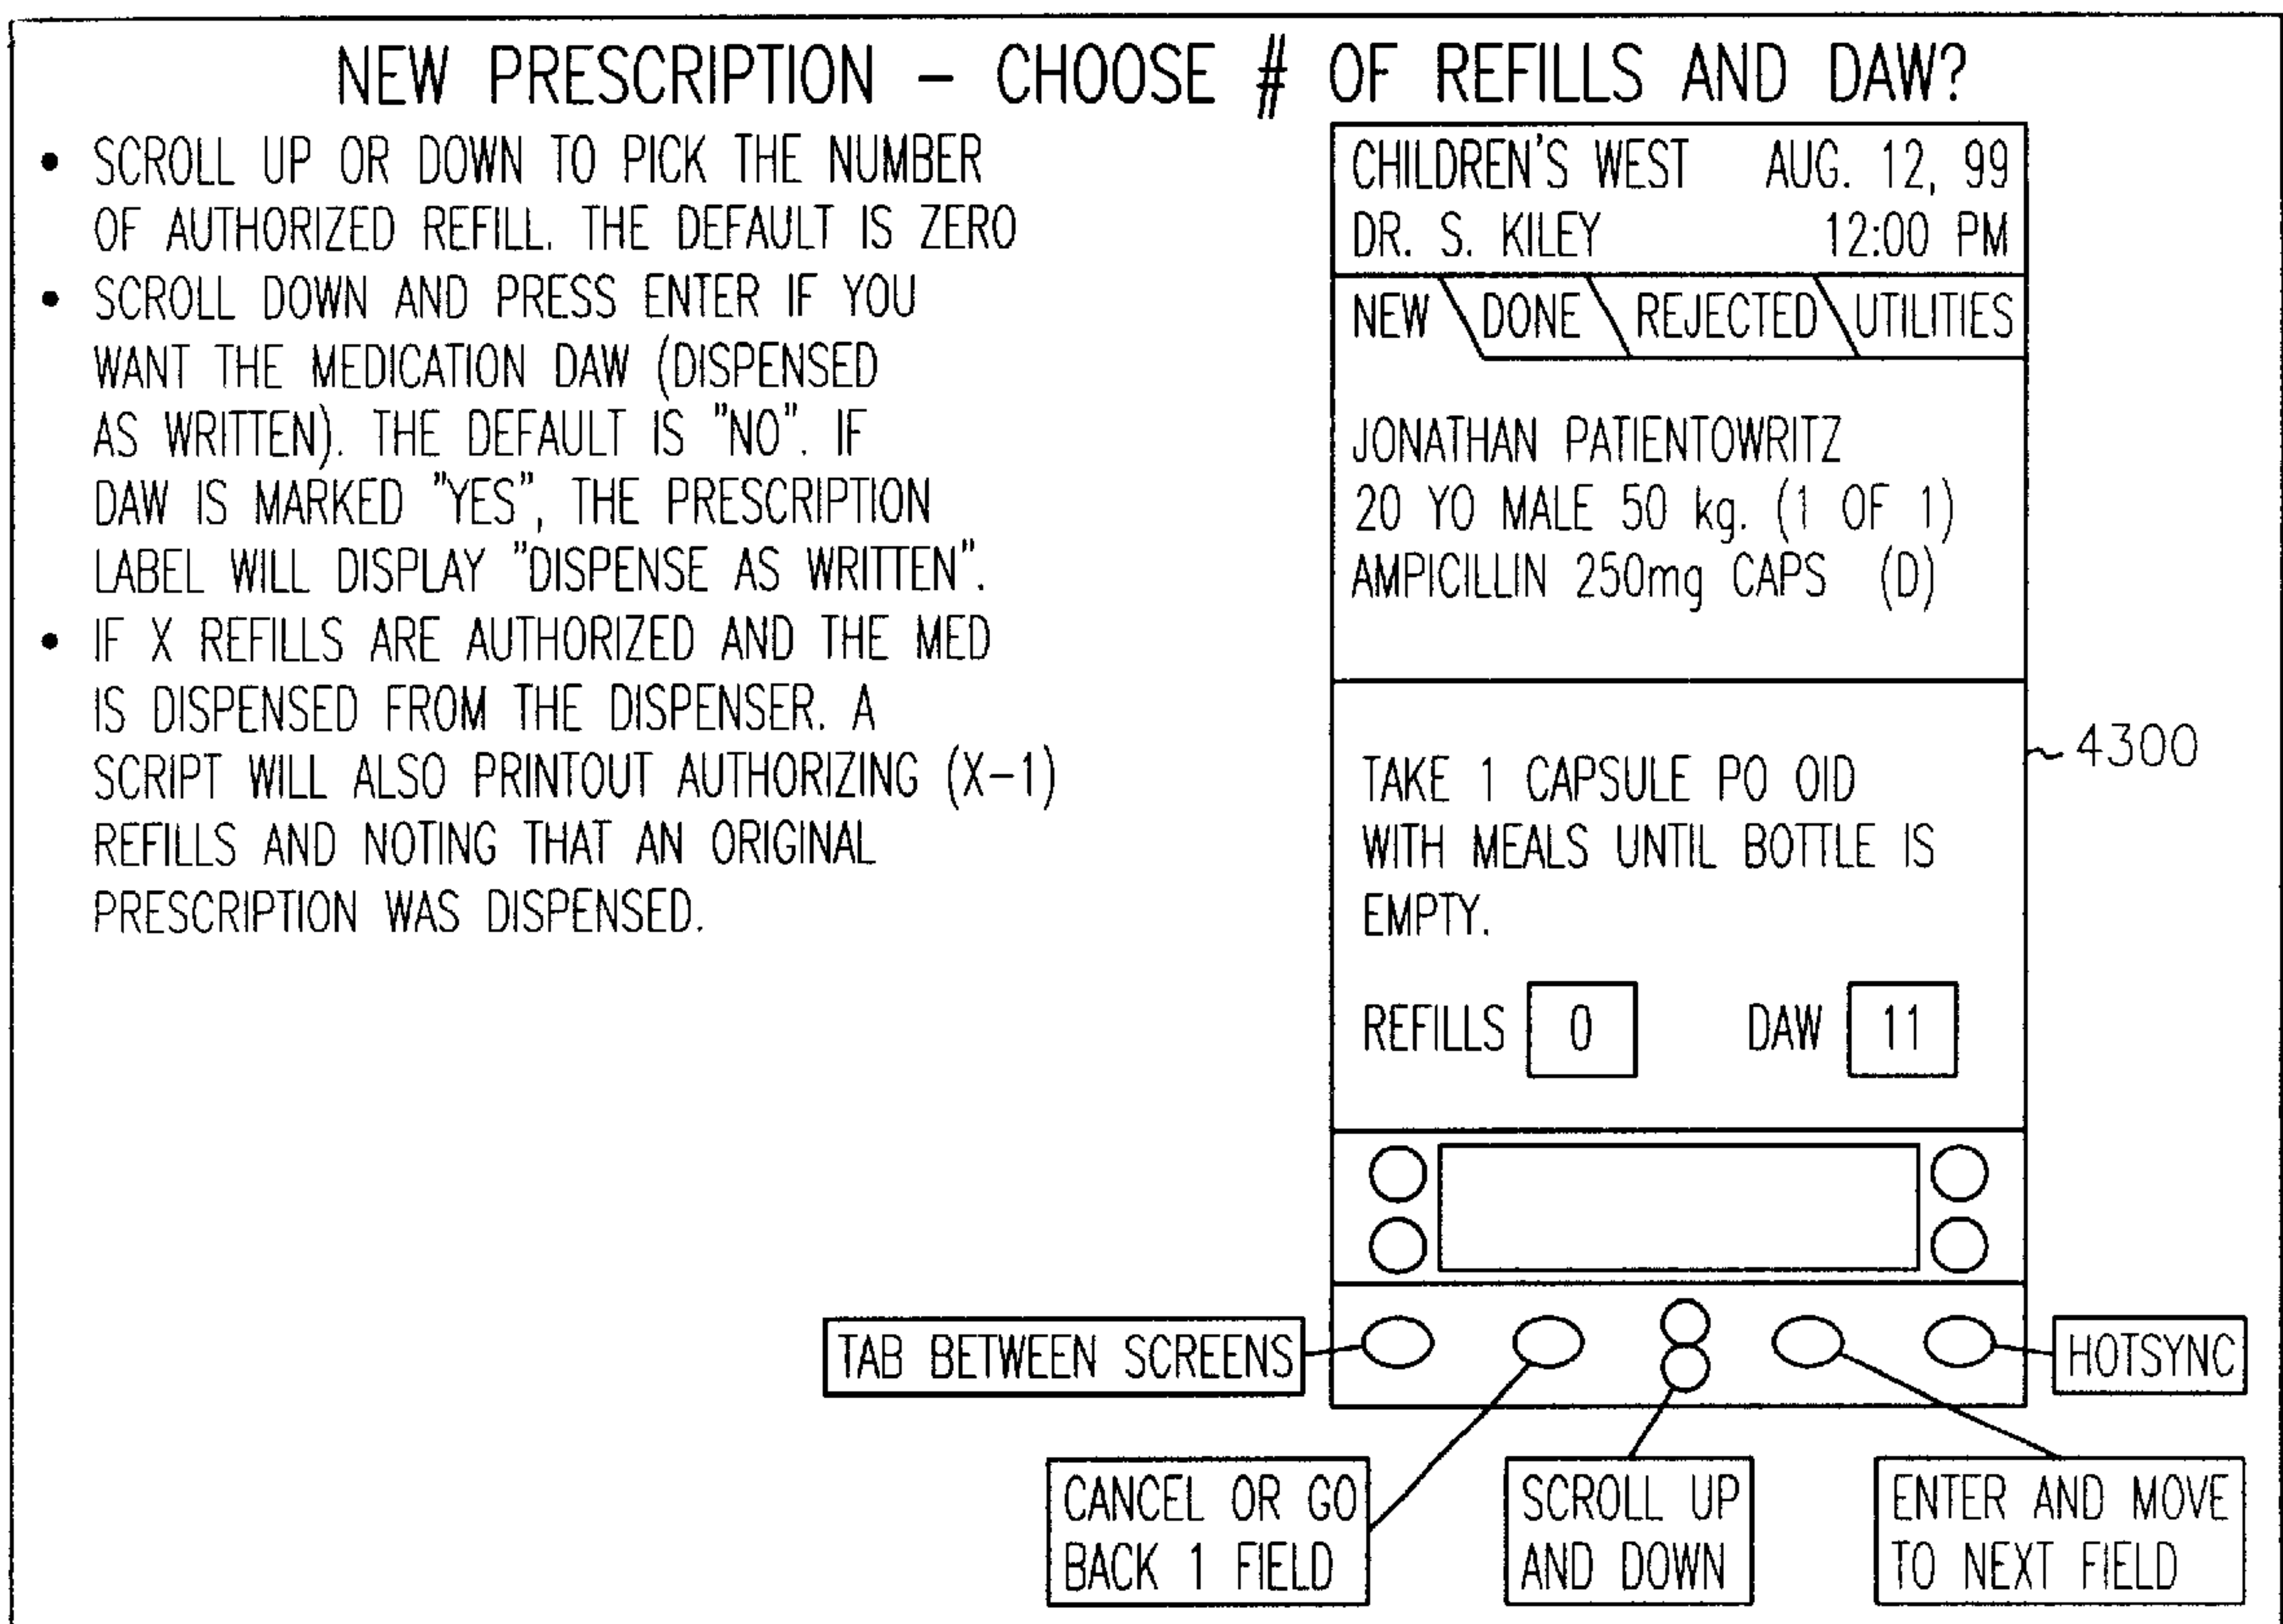 NEW PRESCRIPTION – CHOOSE # OF REFILLS AND DAW?
• SCROLL UP OR DOWN TO PICK THE NUMBER
OF AUTHORIZED REFILL. THE DEFAULT IS ZERO
• SCROLL DOWN AND PRESS ENTER IF YOU
WANT THE MEDICATION DAW (DISPENSED
AS WRITTEN). THE DEFAULT IS "NO". IF
DAW IS MARKED "YES", THE PRESCRIPTION
LABEL WILL DISPLAY "DISPENSE AS WRITTEN".
• IF X REFILLS ARE AUTHORIZED AND THE MED
IS DISPENSED FROM THE DISPENSER. A
SCRIPT WILL ALSO PRINTOUT AUTHORIZING (X–1)
REFILLS AND NOTING THAT AN ORIGINAL
PRESCRIPTION WAS DISPENSED.
CHILDREN'S WEST AUG. 12, 99
DR. S. KILEY 12:00 PM
NEW DONE REJECTED UTILITIES
JONATHAN PATIENTOWRITZ
20 YO MALE 50 kg. (1 OF 1)
AMPICILLIN 250mg CAPS (D)
4300
TAKE 1 CAPSULE PO OID
WITH MEALS UNTIL BOTTLE IS
EMPTY.
REFILLS 0 DAW 11
TAB BETWEEN SCREENS
HOTSYNC
CANCEL OR GO
BACK 1 FIELD
SCROLL UP
AND DOWN
ENTER AND MOVE
TO NEXT FIELD